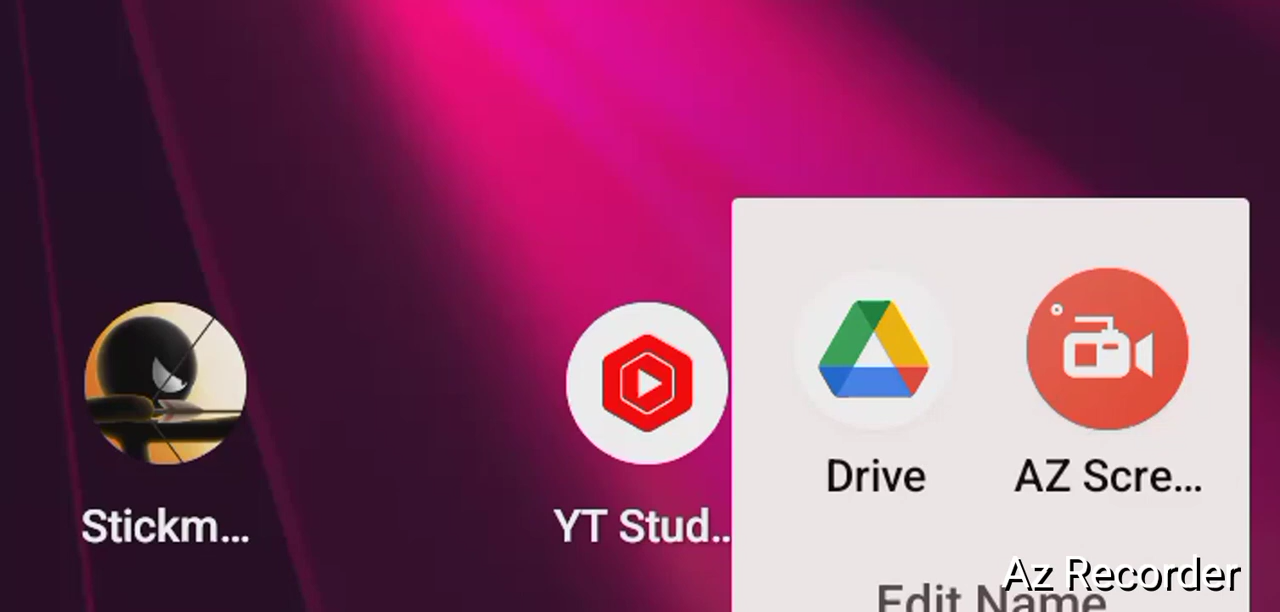 Stickm...
YT Stud..
Drive
AZ Scre...
Edit Name
Az Recorder